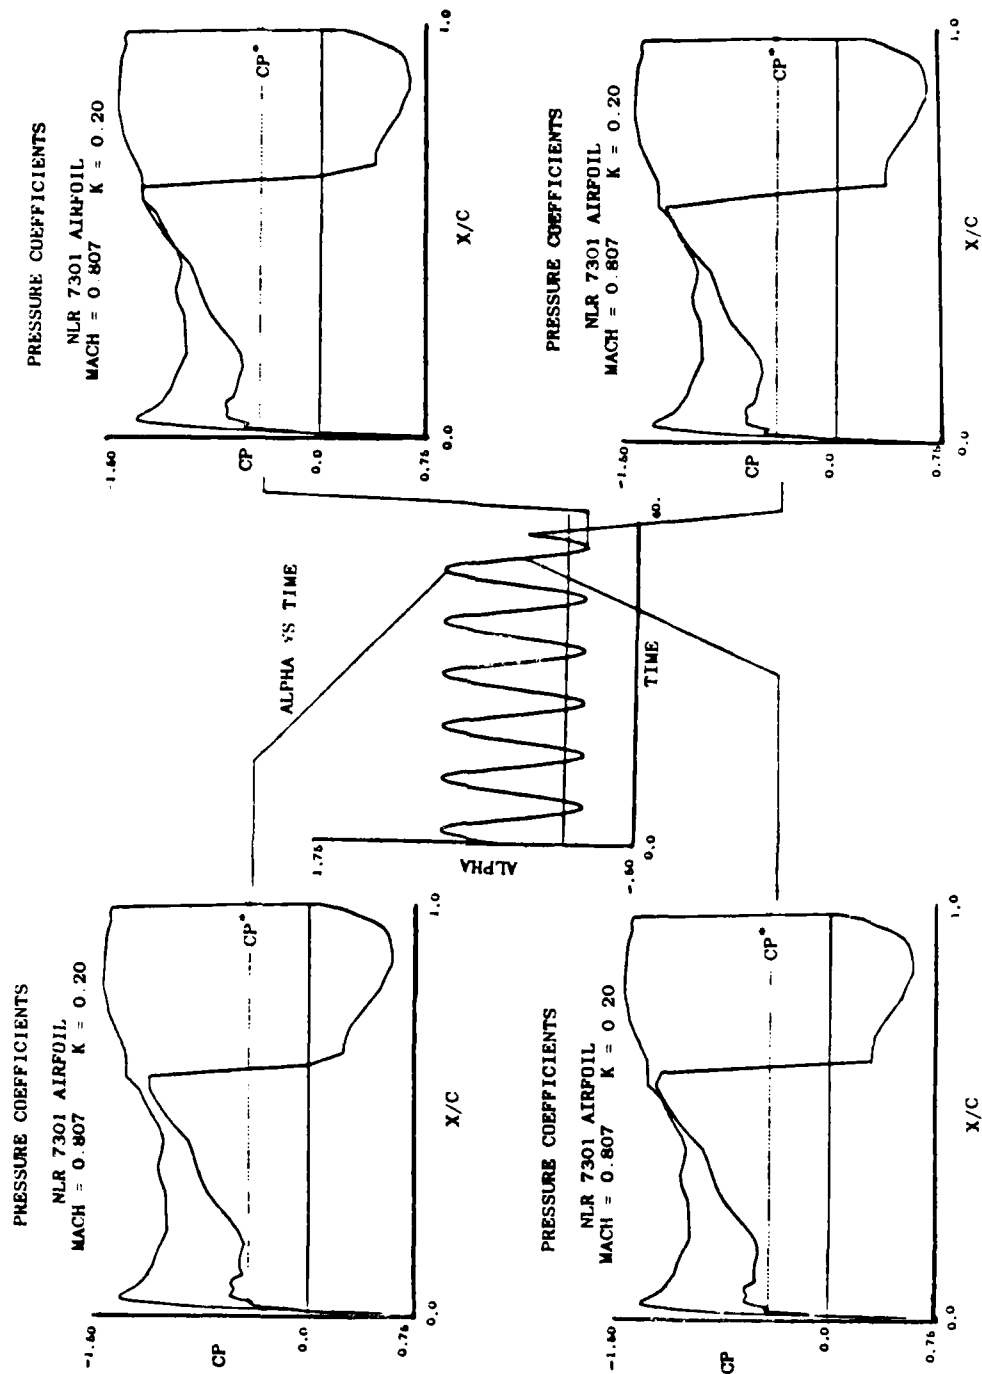 PRESSURE COEFFICIENTS
NLR 7301 AIRFOIL
MACH = 0.807 K = 0.20
-1.50
CP
0.0
0.75
CP*
0.0
1.0
X/C
PRESSURE COEFFICIENTS
NLR 7301 AIRFOIL
MACH = 0.807 K = 0.20
-1.50
CP
0.0
0.75
CP*
0.0
1.0
X/C
ALPHA VS TIME
1.75
ALPHA
-.50
0.0
TIME
40.
PRESSURE COEFFICIENTS
NLR 7301 AIRFOIL
MACH = 0.807 K = 0 20
-1.50
CP
0.0
0.75
CP*
0.0
1.0
X/C
PRESSURE COEFFICIENTS
NLR 7301 AIRFOIL
MACH = 0.807 K = 0.20
-1.50
CP
0.0
0.75
CP*
0.0
1.0
X/C